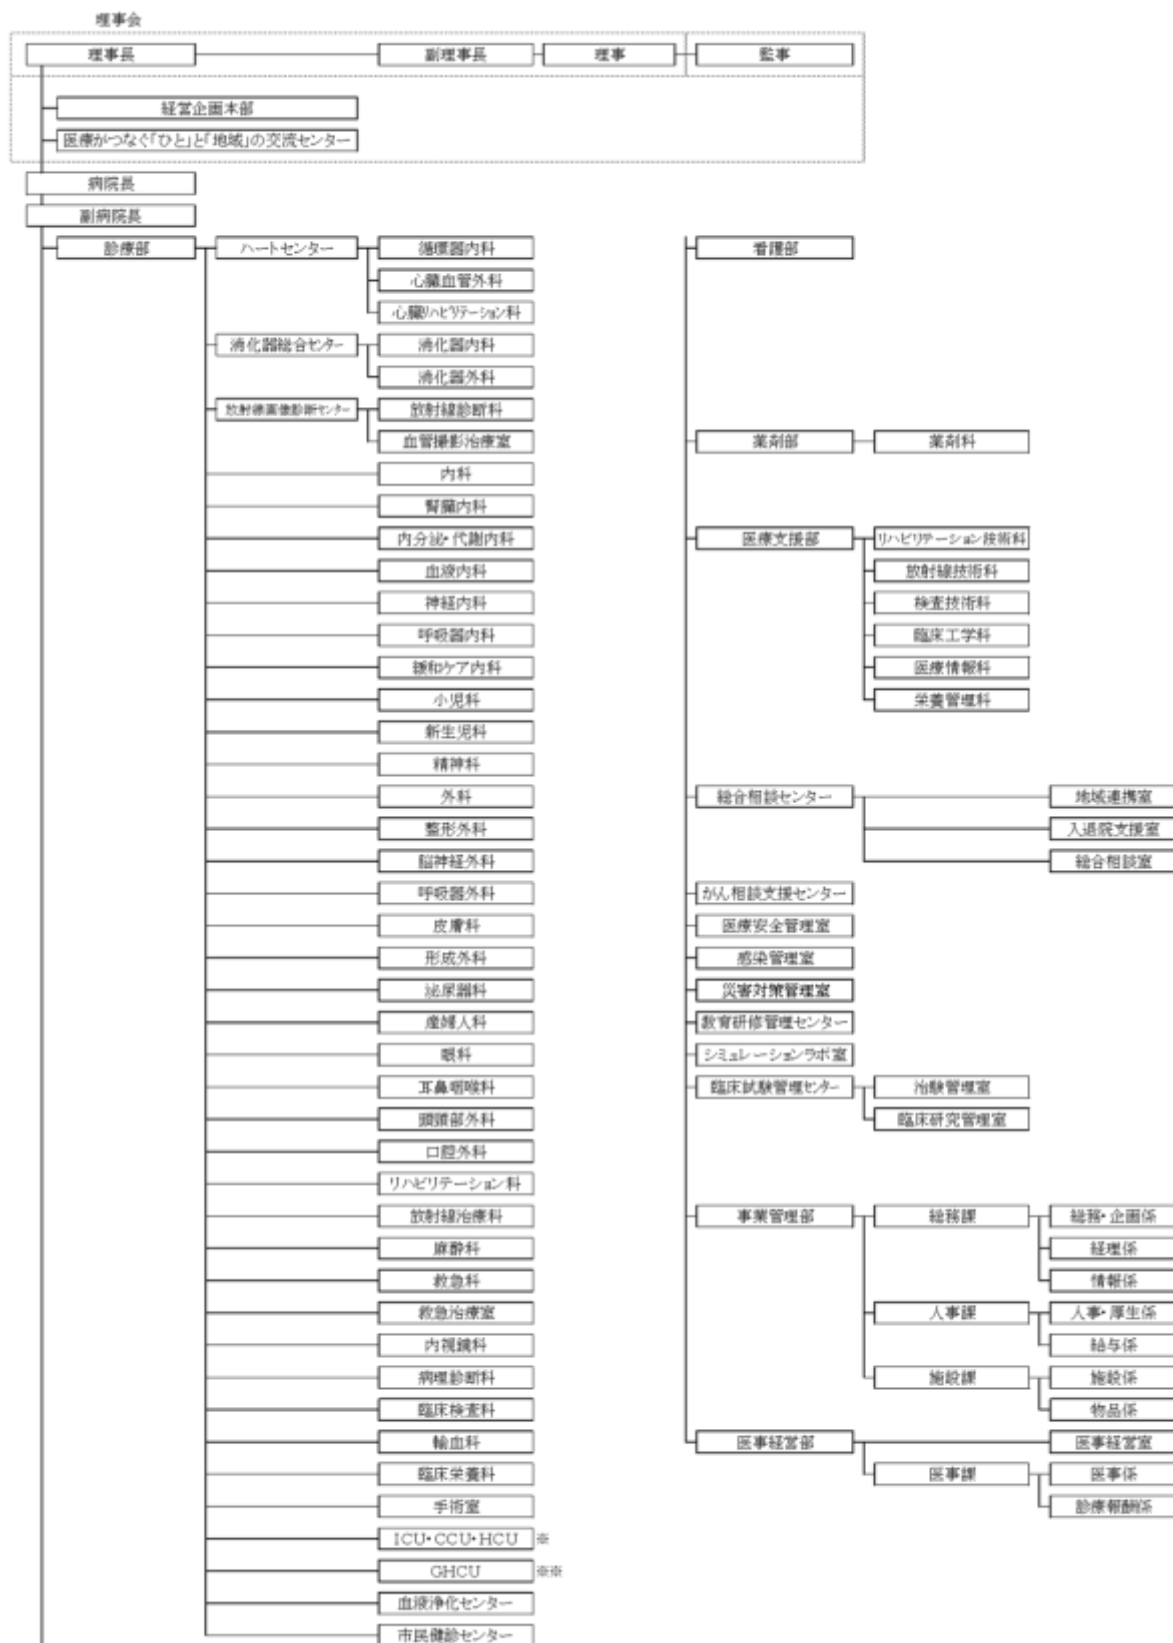 理事会
理事長
副理事長
理事
監事
経営企画本部
医療がつなぐ「ひと」と「地域」の交流センター
病院長
副病院長
診療部
ハートセンター
循環器内科
心臓血管外科
心臓リハビリテーション科
消化器総合センター
消化器内科
消化器外科
放射線画像診断センター
放射線診断科
血管撮影治療室
内科
腎臓内科
内分泌・代謝内科
血液内科
神経内科
呼吸器内科
緩和ケア内科
小児科
新生児科
精神科
外科
整形外科
脳神経外科
呼吸器外科
皮膚科
形成外科
泌尿器科
産婦人科
眼科
耳鼻咽喉科
頭頸部外科
口腔外科
リハビリテーション科
放射線治療科
麻酔科
救急科
救急治療室
内視鏡科
病理診断科
臨床検査科
輸血科
臨床栄養科
手術室
ICU・CCU・HCU ※
GHCU ※※
血液浄化センター
市民健診センター
看護部
薬剤部
薬剤科
医療支援部
リハビリテーション技術科
放射線技術科
検査技術科
臨床工学科
医療情報科
栄養管理科
総合相談センター
地域連携室
入退院支援室
総合相談室
がん相談支援センター
医療安全管理室
感染管理室
災害対策管理室
教育研修管理センター
シミュレーションラボ室
臨床試験管理センター
治験管理室
臨床研究管理室
事業管理部
総務課
総務・企画係
経理係
情報係
人事課
人事・厚生係
給与係
施設課
施設係
物品係
医事経営部
医事経営室
医事課
医事係
診療報酬係